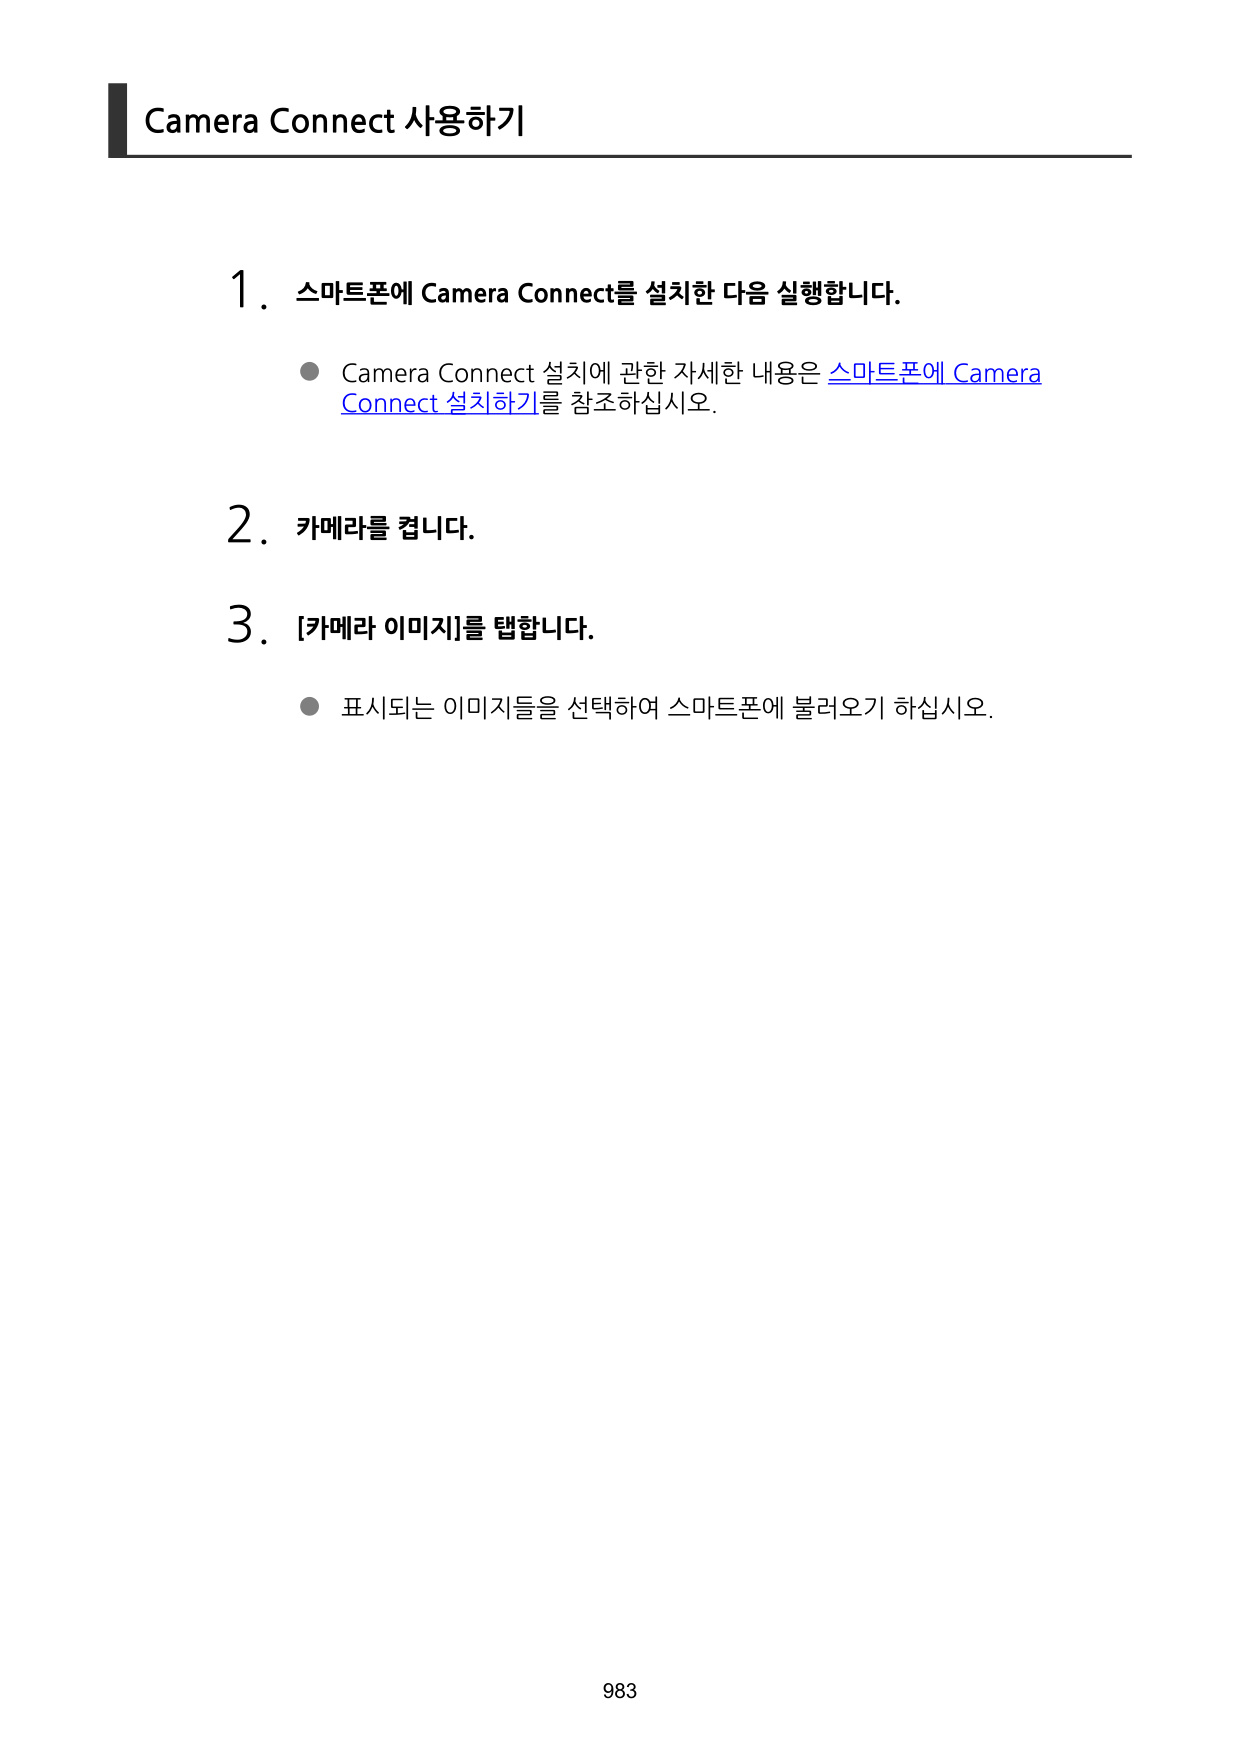 Camera Connect 사용하기
1. 스마트폰에 Camera Connect를 설치한 다음 실행합니다.
● Camera Connect 설치에 관한 자세한 내용은 스마트폰에 Camera
Connect 설치하기를 참조하십시오.
2. 카메라를 켭니다.
3. [카메라 이미지]를 탭합니다.
● 표시되는 이미지들을 선택하여 스마트폰에 불러오기 하십시오.
983